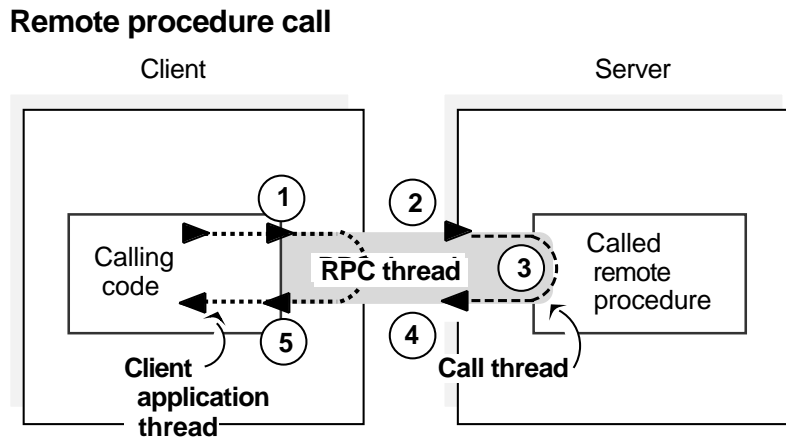 Remote procedure call
Client
Server
1
2
Calling
code
RPC thread
3
Called
remote
procedure
5
4
Client
application
thread
Call thread